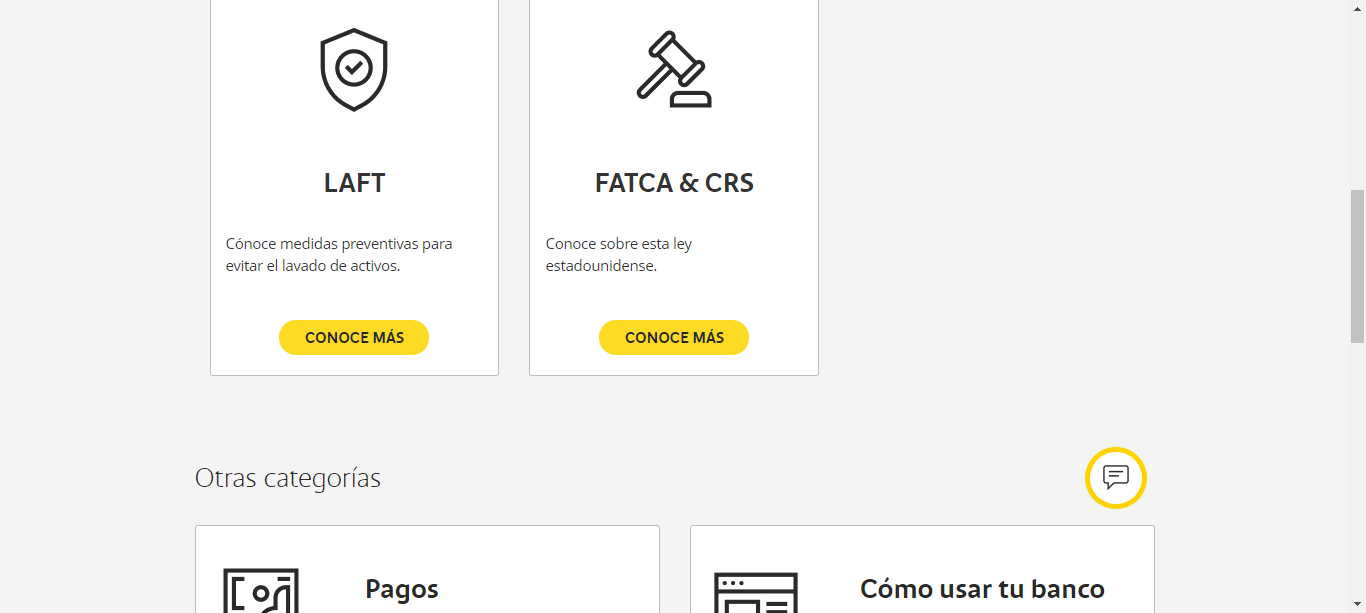 LAFT
Cónoce medidas preventivas para
evitar el lavado de activos.
CONOCE MÁS
FATCA & CRS
Conoce sobre esta ley
estadounidense.
CONOCE MÁS
Otras categorías
Pagos
Cómo usar tu banco